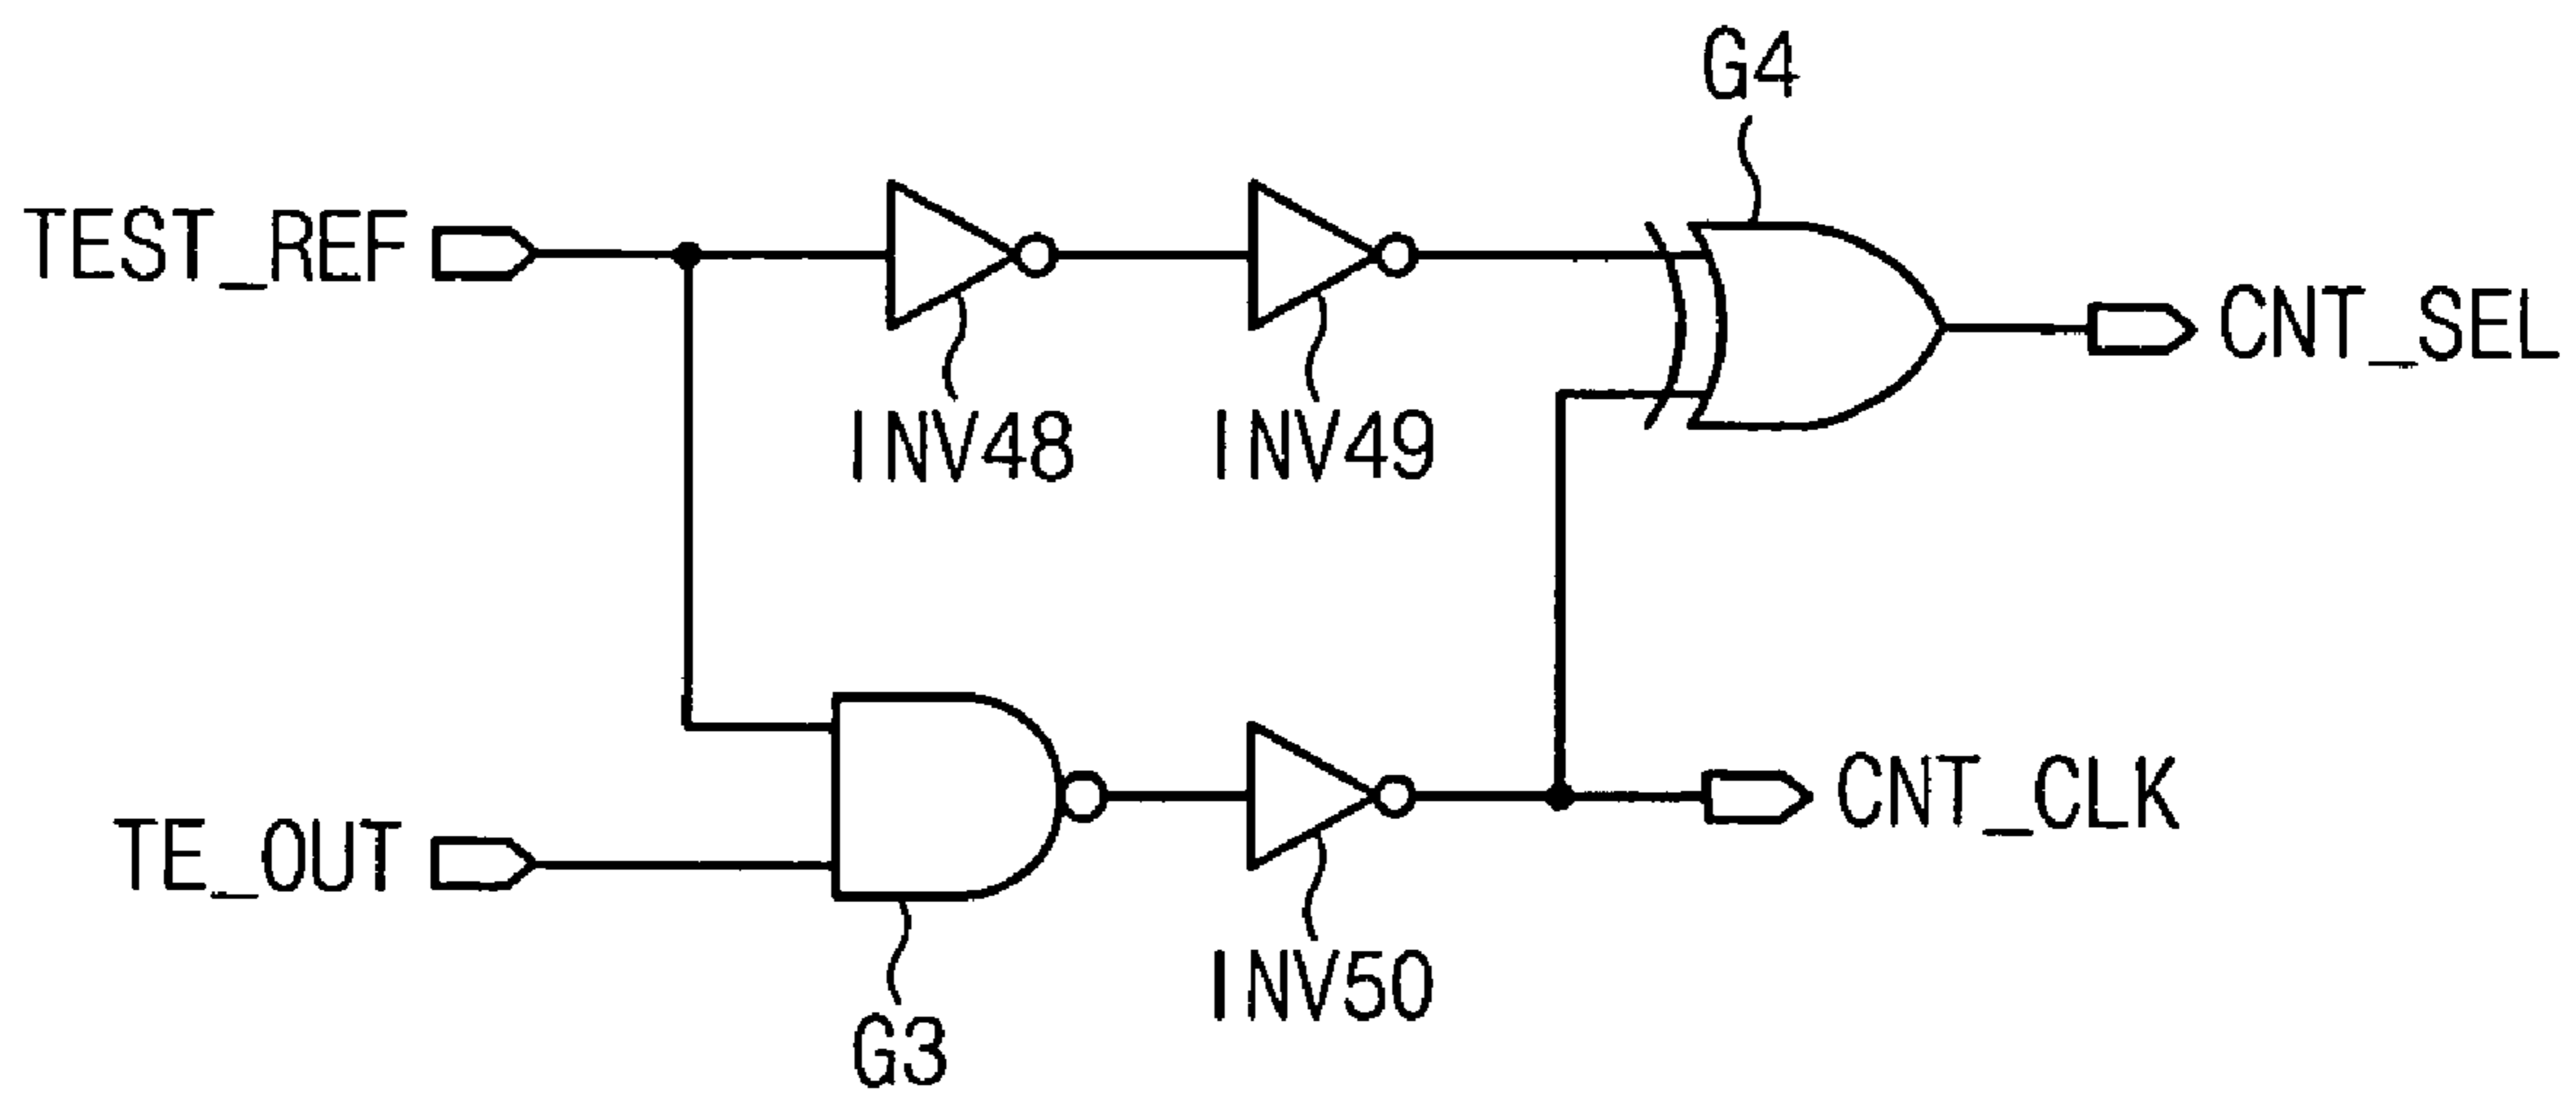 G4
TEST_REF
CNT_SEL
INV48
INV49
TE_OUT
CNT_CLK
INV50
G3